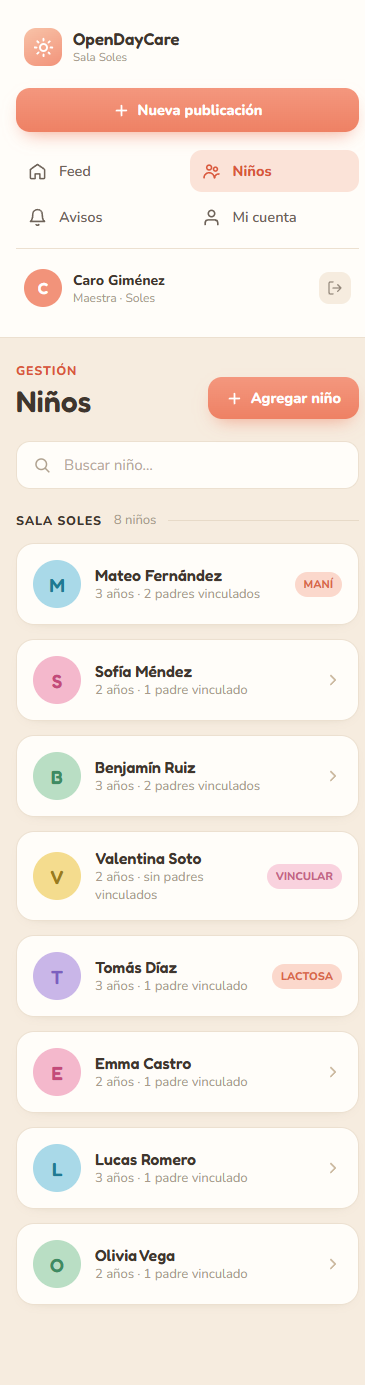 OpenDayCare
Sala Soles
Nueva publicación
Feed
Niños
Avisos
Mi cuenta
C
Caro Giménez
Maestra · Soles
GESTIÓN
Niños
Agregar niño
Buscar niño...
SALA SOLES 8 niños
M
Mateo Fernández
3 años · 2 padres vinculados
MANÍ
S
Sofía Méndez
2 años · 1 padre vinculado
B
Benjamín Ruiz
3 años · 2 padres vinculados
V
Valentina Soto
2 años · sin padres
vinculados
VINCULAR
T
Tomás Díaz
3 años · 1 padre vinculado
LACTOSA
E
Emma Castro
2 años · 1 padre vinculado
L
Lucas Romero
3 años · 1 padre vinculado
O
Olivia Vega
2 años · 1 padre vinculado